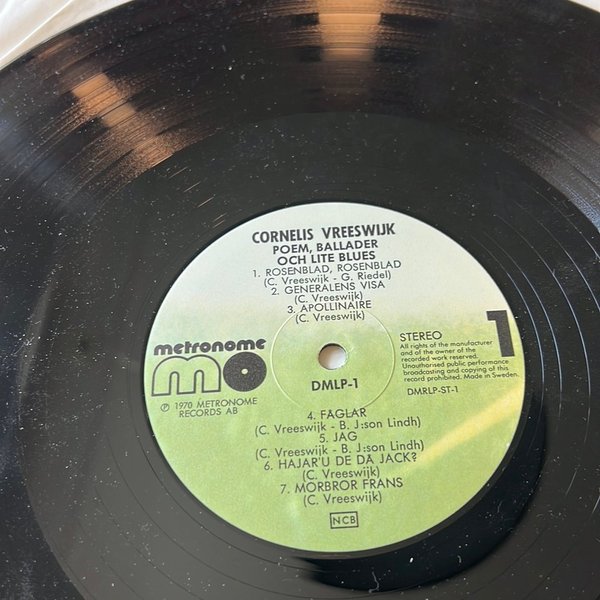 CORNELIS VREESWIJK
POEM, BALLADER
OCH LITE BLUES
1. ROSENBLAD, ROSENBLAD
(C. Vreeswijk - G. Riedel)
2. GENERALENS VISA
(C. Vreeswijk)
3. APOLLINAIRE
(C. Vreeswijk)
metronome
mo
℗ 1970 METRONOME
RECORDS AB
DMLP-1
STEREO
1
All rights of the manufacturer
and of the owner of the
recorded work reserved.
Unauthorised public performance
broadcasting and copying of this
record prohibited. Made in Sweden.
DMRLP-ST-1
4. FÅGLAR
(C. Vreeswijk - B. J:son Lindh)
5. JAG
(C. Vreeswijk - B. J:son Lindh)
6. HAJAR'U DE DÅ JACK?
(C. Vreeswijk)
7. MORBROR FRANS
(C. Vreeswijk)
NCB